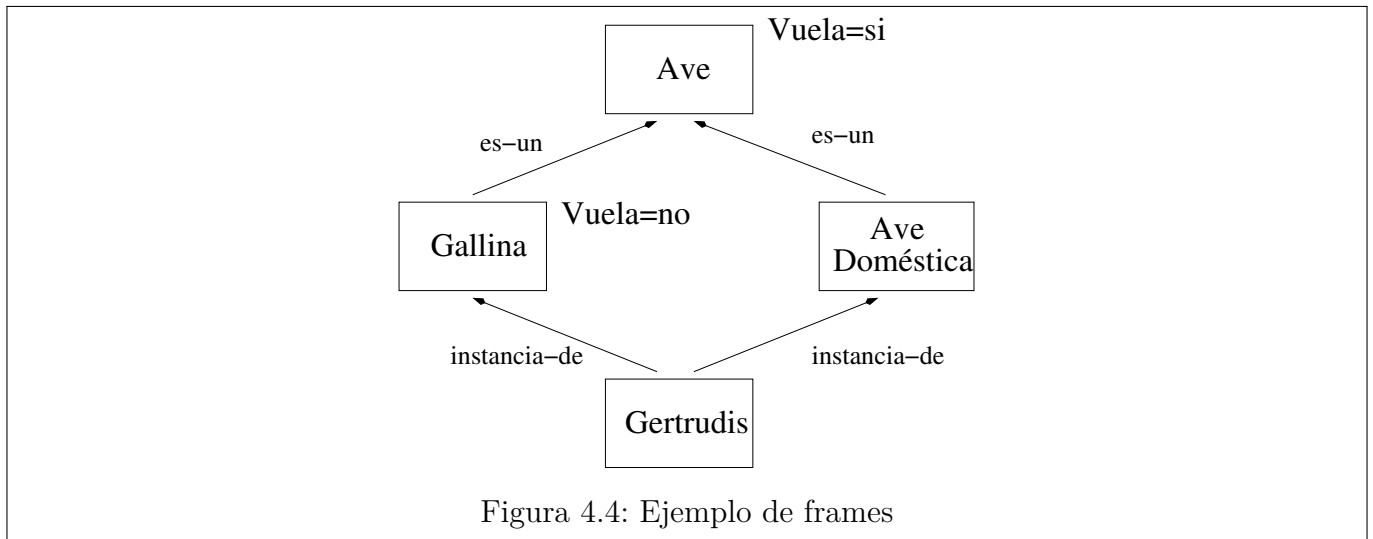 Vuela=si
Ave
es−un
es−un
Gallina
Vuela=no
Ave
Doméstica
instancia−de
instancia−de
Gertrudis
Figura 4.4: Ejemplo de frames